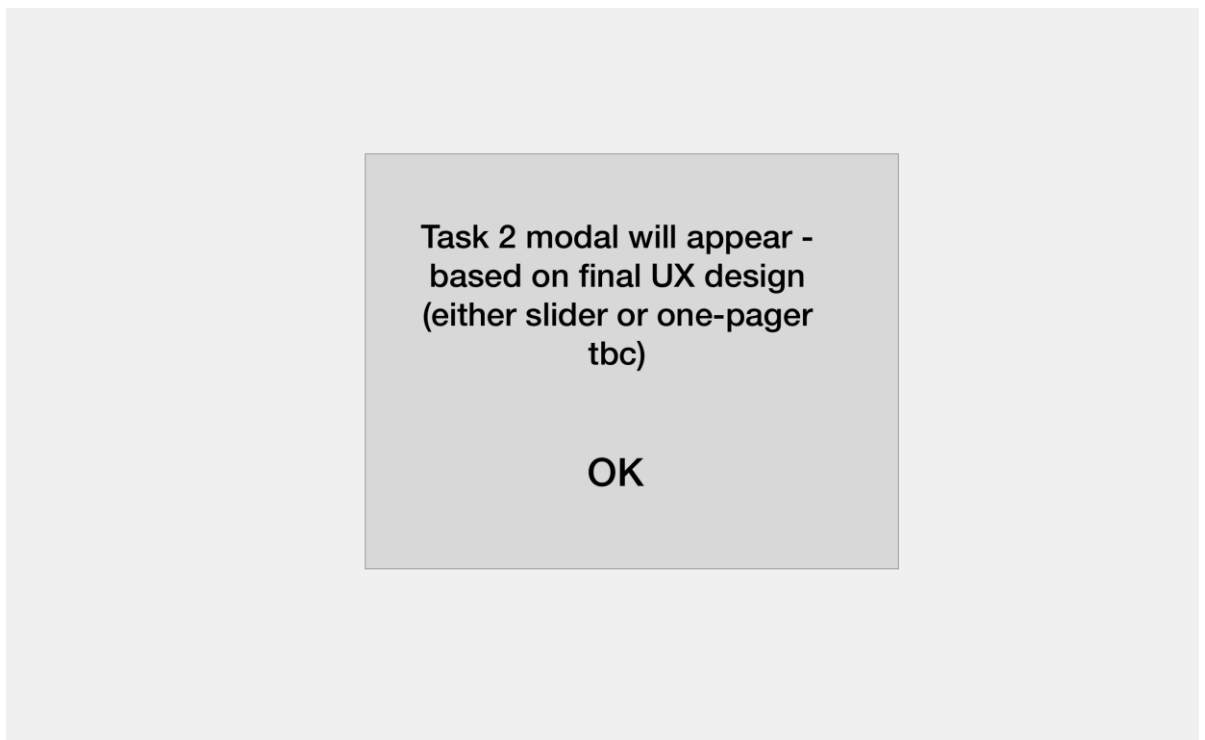 Task 2 modal will appear -
based on final UX design
(either slider or one-pager
tbc)
OK